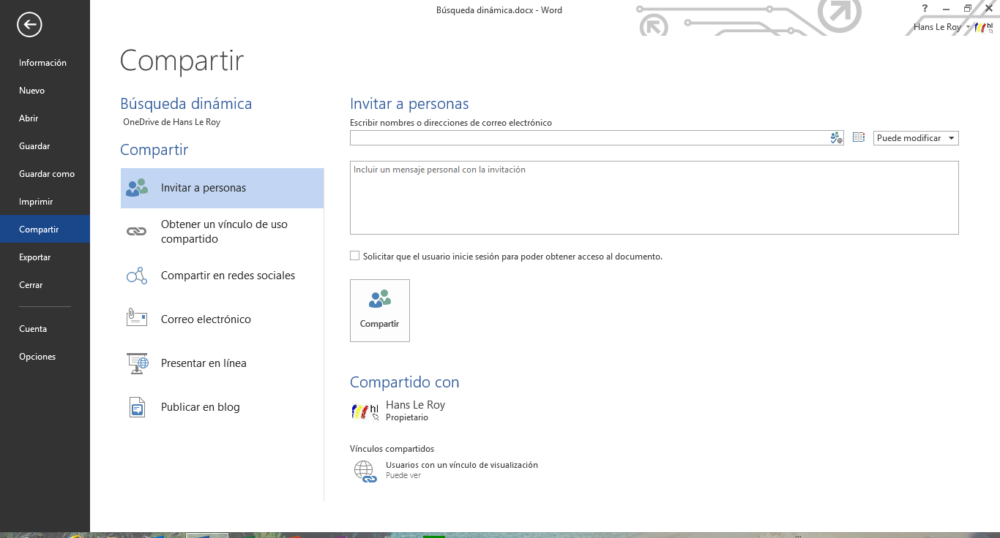 Búsqueda dinámica.docx - Word
?
Hans Le Roy
hl
Información
Nuevo
Abrir
Guardar
Guardar como
Imprimir
Compartir
Exportar
Cerrar
Cuenta
Opciones
Compartir
Búsqueda dinámica
OneDrive de Hans Le Roy
Compartir
Invitar a personas
Obtener un vínculo de uso
compartido
Compartir en redes sociales
Correo electrónico
Presentar en línea
Publicar en blog
Invitar a personas
Escribir nombres o direcciones de correo electrónico
Puede modificar
Incluir un mensaje personal con la invitación
Solicitar que el usuario inicie sesión para poder obtener acceso al documento.
Compartir
Compartido con
hl
Hans Le Roy
Propietario
Vínculos compartidos
Usuarios con un vínculo de visualización
Puede ver